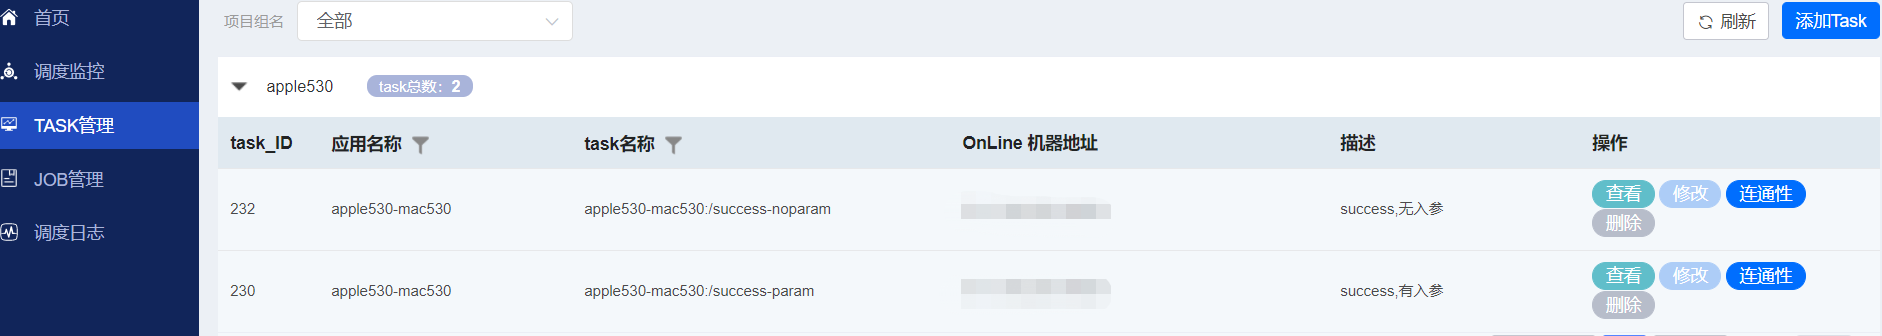 首页
调度监控
TASK管理
JOB管理
调度日志
项目组名 全部 刷新 添加Task
apple530 task总数：2
task_ID 应用名称 task名称 OnLine 机器地址 描述 操作
232 apple530-mac530 apple530-mac530:/success-noparam success,无入参 查看 修改 连通性
删除
230 apple530-mac530 apple530-mac530:/success-param success,有入参 查看 修改 连通性
删除